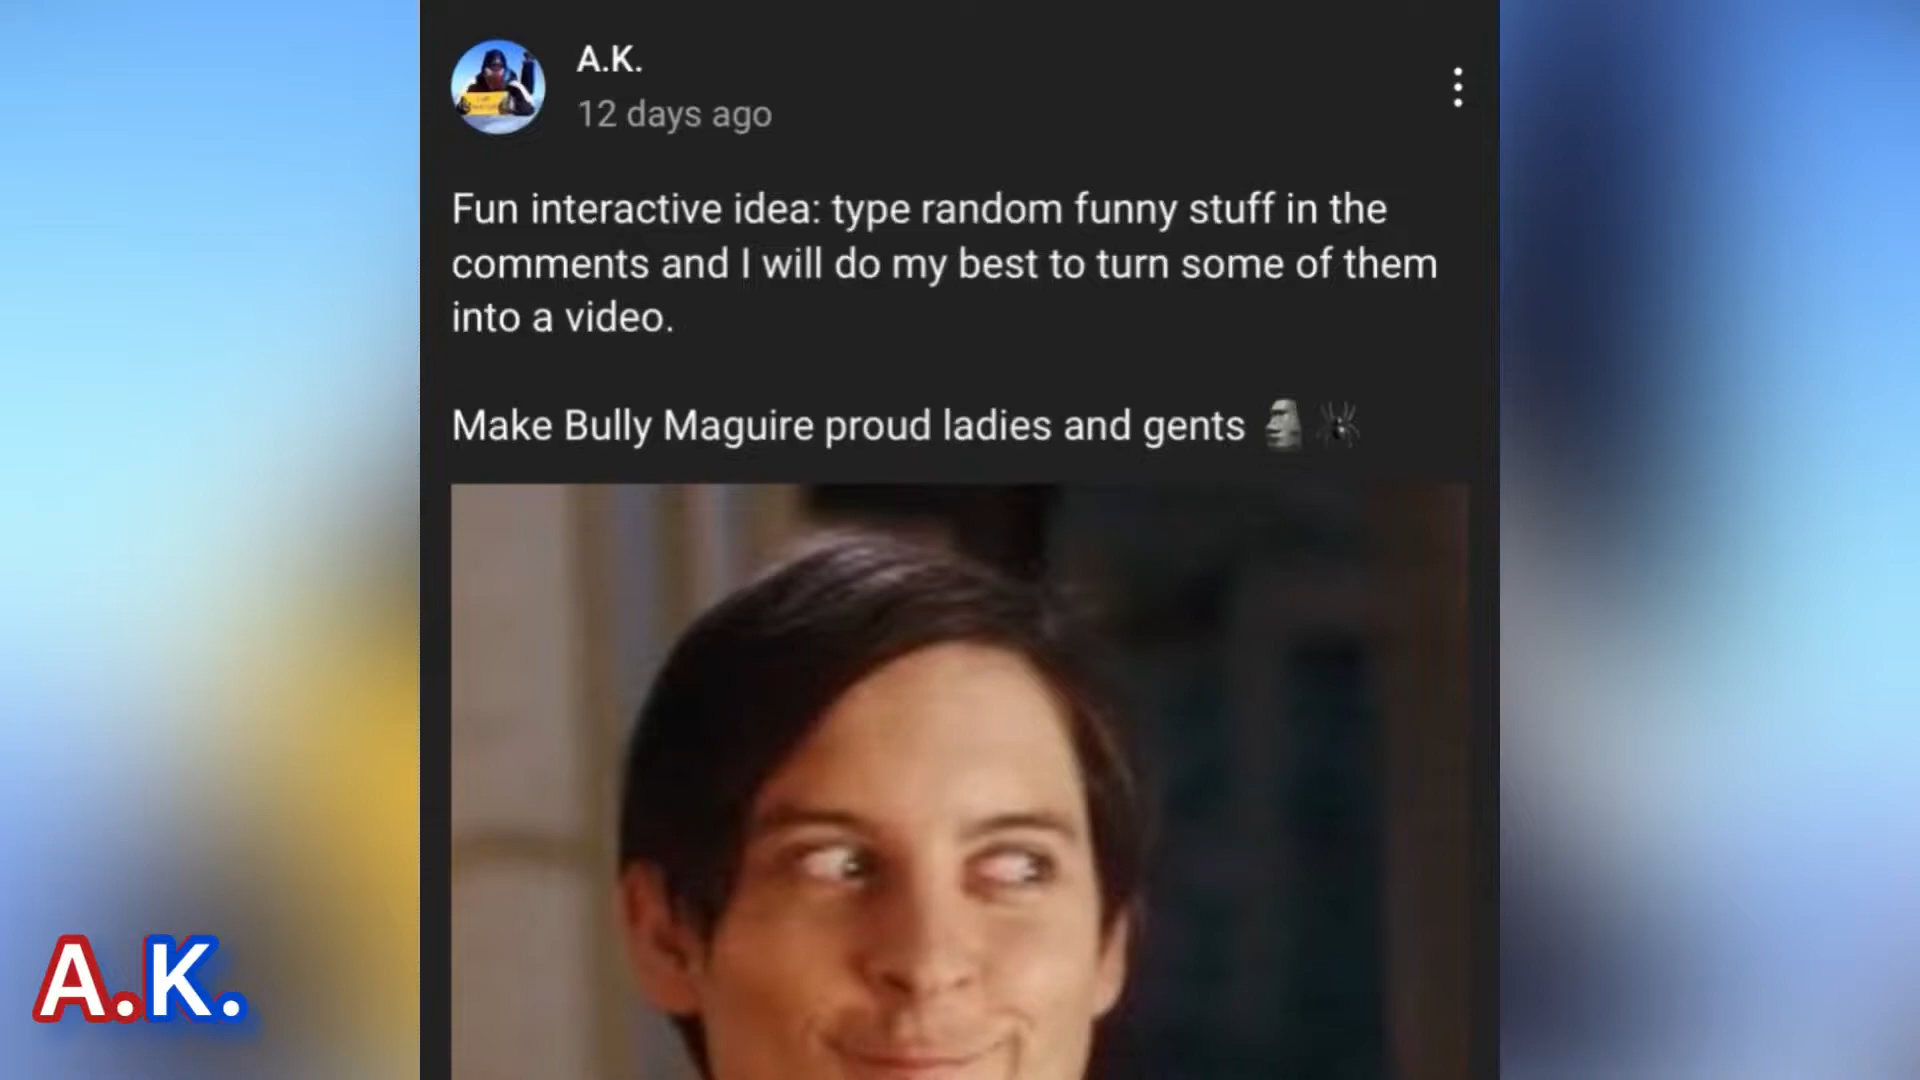 A.K.
12 days ago
Fun interactive idea: type random funny stuff in the
comments and I will do my best to turn some of them
into a video.
Make Bully Maguire proud ladies and gents 🗿🕷
A.K.